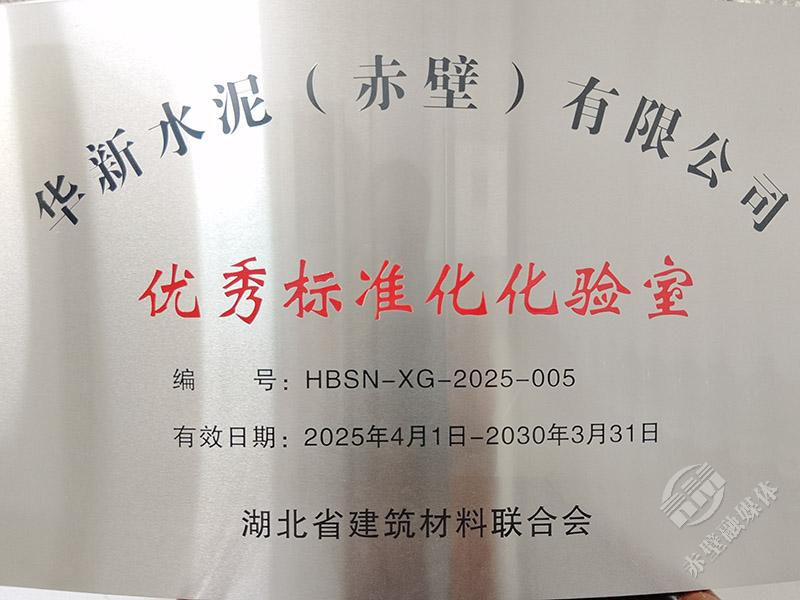 华新水泥（赤壁）有限公司
优秀标准化化验室
编　　号：HBSN-XG-2025-005
有效日期：2025年4月1日-2030年3月31日
湖北省建筑材料联合会
赤壁融媒体